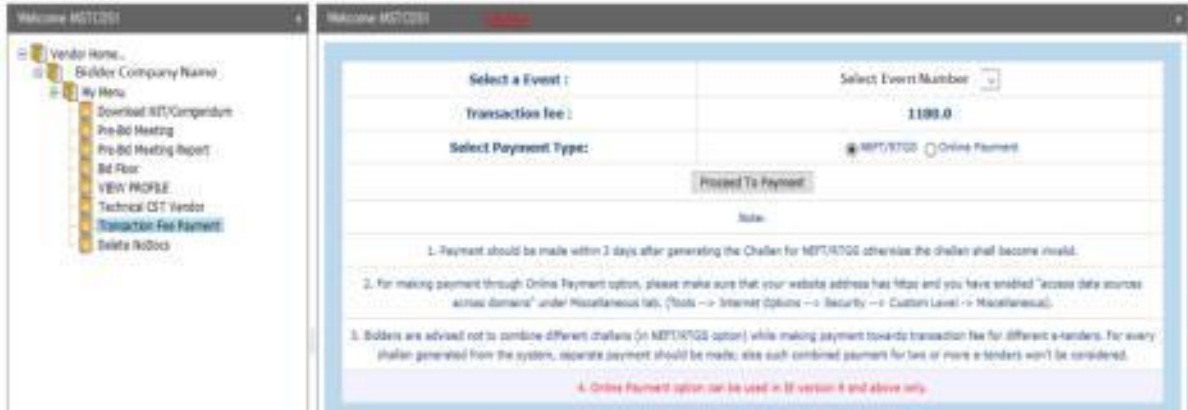 Welcome MSTC051
Vendor Home..
Bidder Company Name
My Menu
Download NIT/Corrigendum
Pre-Bid Meeting
Pre-Bid Meeting Report
Bid Floor
VIEW PROFILE
Technical CST Vendor
Transaction Fee Payment
Delete NoDocs
Welcome MSTC051
Select a Event :
Select Event Number
Transaction fee :
1180.0
Select Payment Type:
NEFT/RTGS Online Payment
Proceed To Payment
Note:
1. Payment should be made within 3 days after generating the Challan for NEFT/RTGS otherwise the challan shall become invalid.
2. For making payment through Online Payment option, please make sure that your website address has https and you have enabled "access data sources
across domains" under Miscellaneous tab. (Tools --> Internet Options --> Security --> Custom Level -> Miscellaneous).
3. Bidders are advised not to combine different challans (in NEFT/RTGS option) while making payment towards transaction fee for different e-tenders. For every
challan generated from the system, separate payment should be made; else such combined payment for two or more e-tenders won't be considered.
4. Online Payment option can be used in IE version 9 and above only.